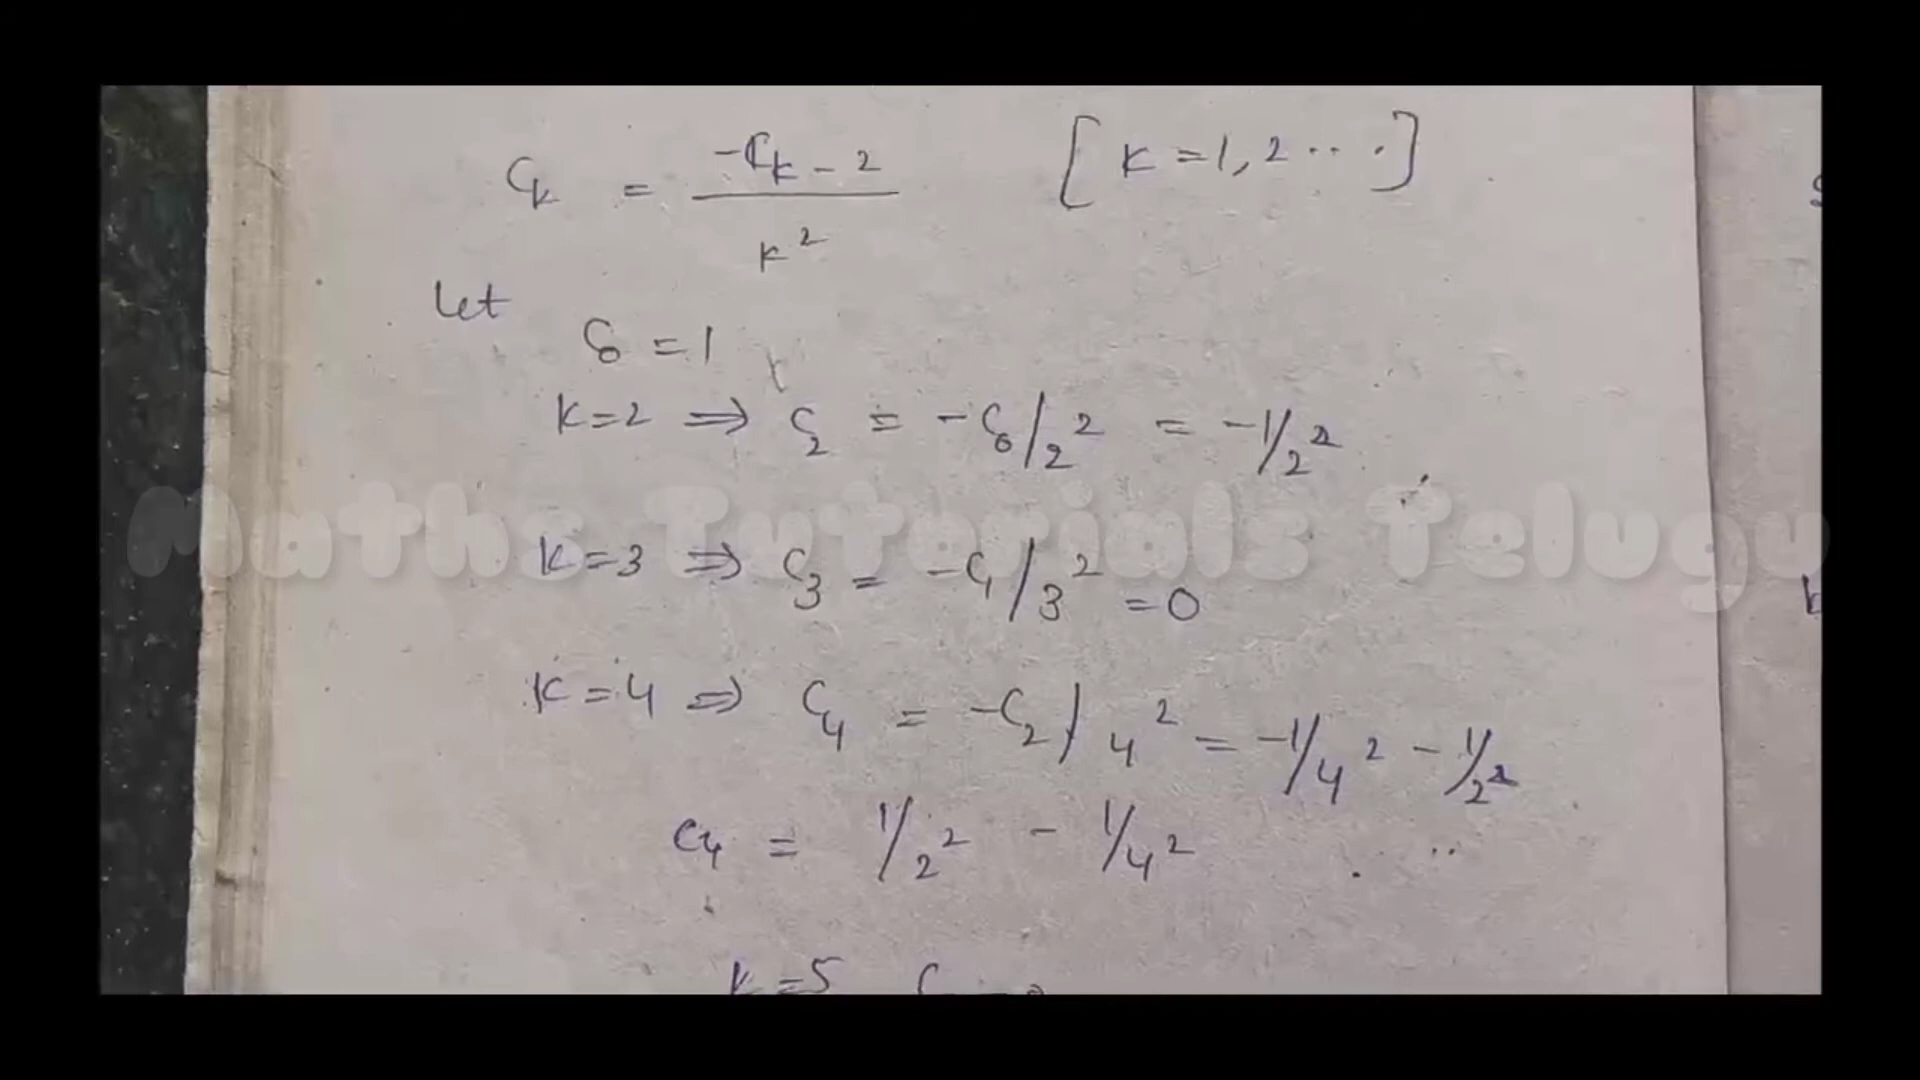 C_k = -C_{k-2} / k^2 [k = 1, 2 ....]
Let
C_0 = 1
k=2 ⇒ C_2 = -C_0/2^2 = -1/2^2
Maths Tutorials Telugu
k=3 ⇒ C_3 = -C_1/3^2 = 0
k=4 ⇒ C_4 = -C_2/4^2 = -1/4^2 - 1/2^2
C_4 = 1/2^2 - 1/4^2
k=5